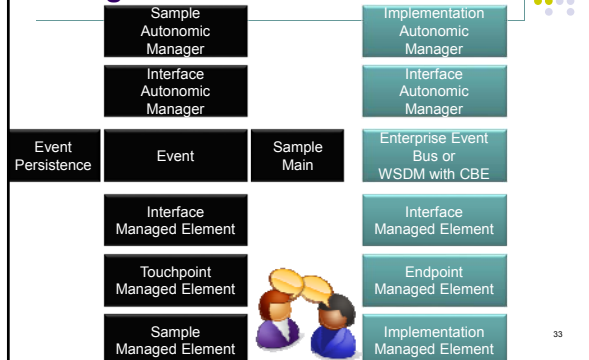 Sample
Autonomic
Manager
Implementation
Autonomic
Manager
Interface
Autonomic
Manager
Interface
Autonomic
Manager
Event
Persistence
Event
Sample
Main
Enterprise Event
Bus or
WSDM with CBE
Interface
Managed Element
Interface
Managed Element
Touchpoint
Managed Element
Endpoint
Managed Element
Sample
Managed Element
Implementation
Managed Element
33